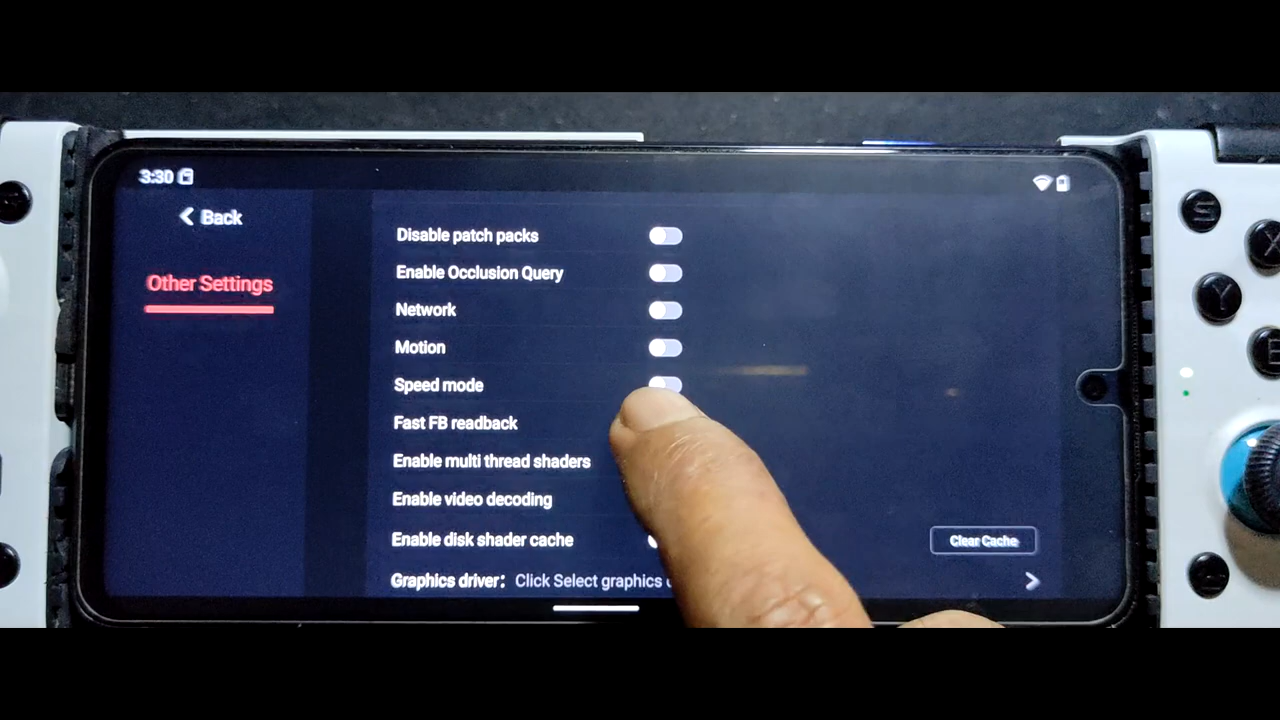 3:30
Back
Other Settings
Disable patch packs
Enable Occlusion Query
Network
Motion
Speed mode
Fast FB readback
Enable multi thread shaders
Enable video decoding
Enable disk shader cache
Clear Cache
Graphics driver: Click Select graphics
S
X
Y
B